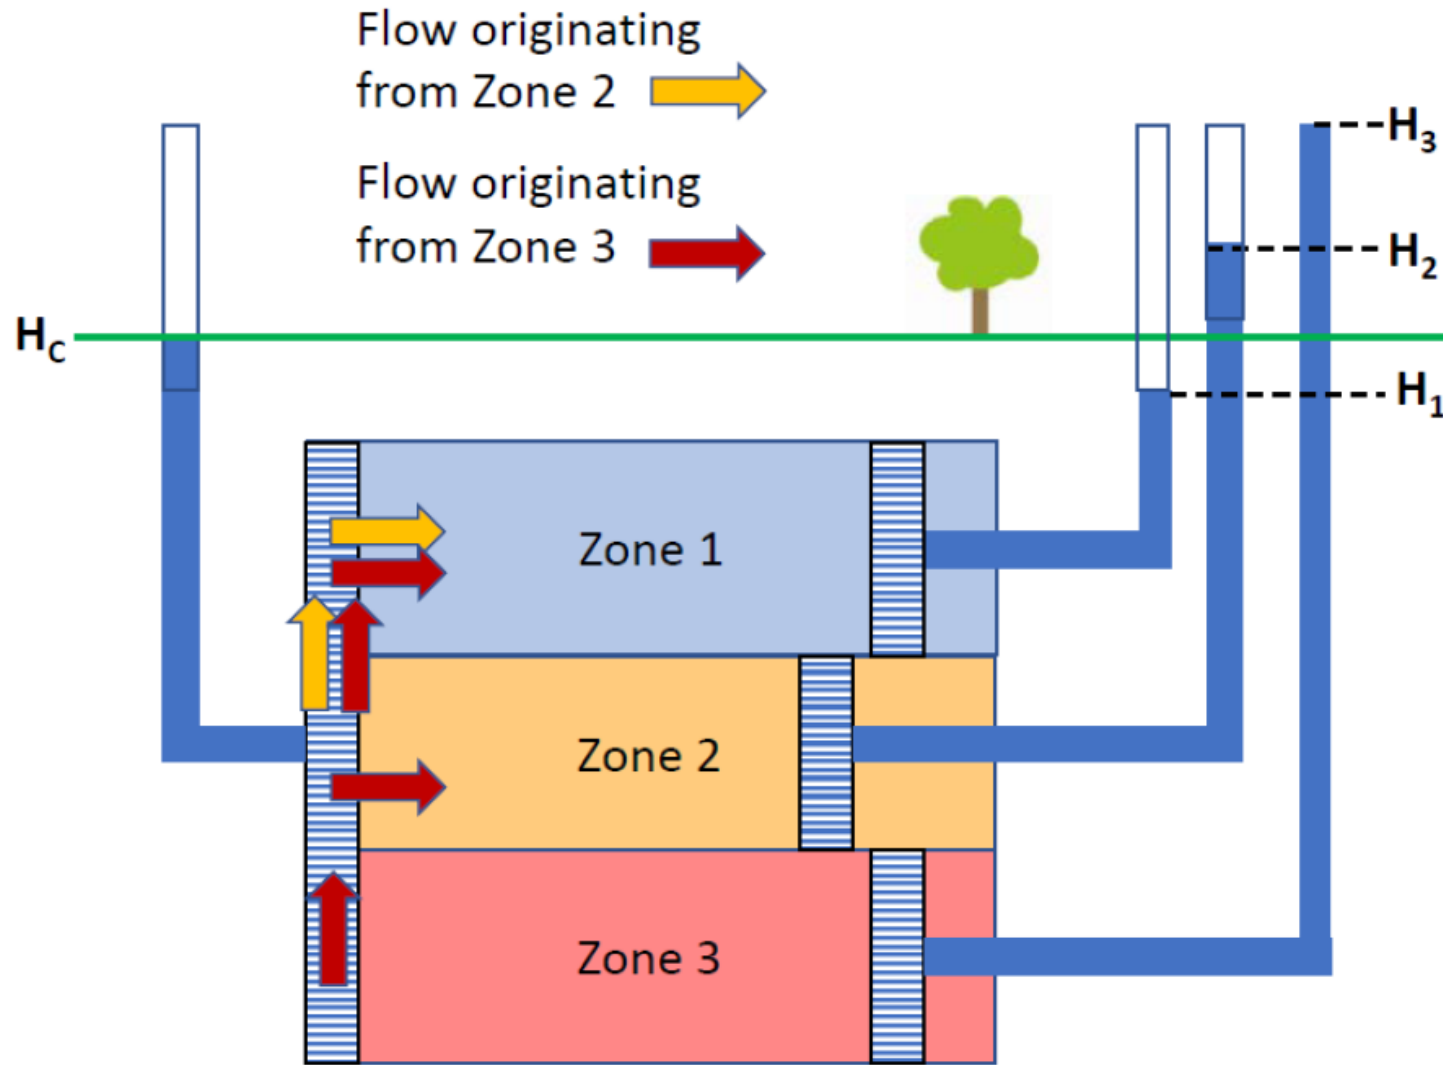 Flow originating
from Zone 2
Flow originating
from Zone 3
H₃
H₂
H_C
H₁
Zone 1
Zone 2
Zone 3